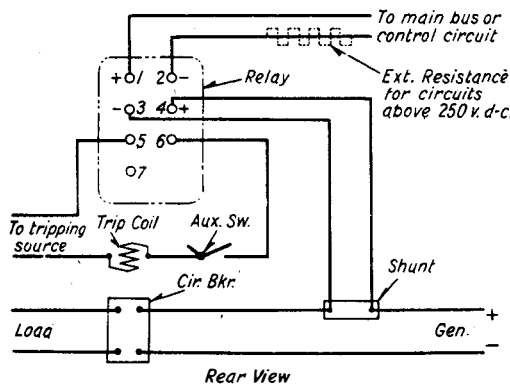 To main bus or
control circuit
+ 1 2 -
Relay
Ext. Resistance
for circuits
above 250 v. d-c.
- 3 4 +
5 6
7
To tripping
source
Trip Coil
Aux. Sw.
Cir. Bkr.
Shunt
Load
Gen.
+
-
Rear View